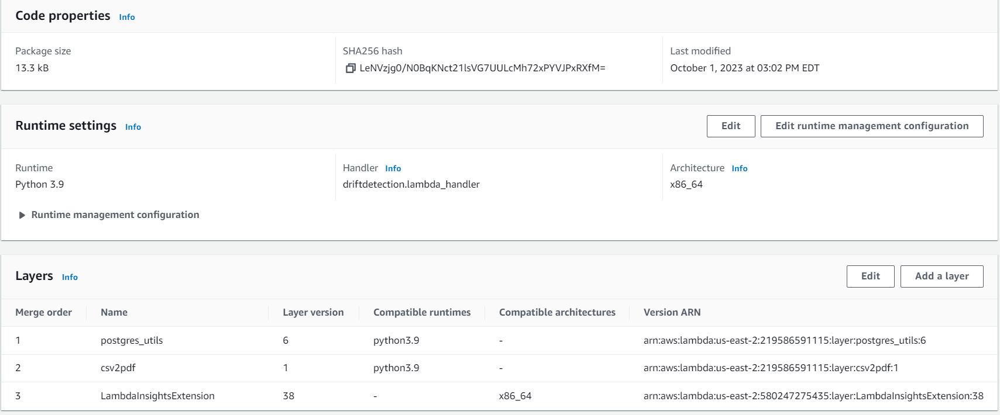 Code properties Info
Package size SHA256 hash Last modified
13.3 kB LeNVzjg0/N0BqKNct21lsVG7UULcMh72xPYVJPxRXfM= October 1, 2023 at 03:02 PM EDT
Runtime settings Info Edit Edit runtime management configuration
Runtime Handler Info Architecture Info
Python 3.9 driftdetection.lambda_handler x86_64
Runtime management configuration
Layers Info Edit Add a layer
Merge order Name Layer version Compatible runtimes Compatible architectures Version ARN
1 postgres_utils 6 python3.9 - arn:aws:lambda:us-east-2:219586591115:layer:postgres_utils:6
2 csv2pdf 1 python3.9 - arn:aws:lambda:us-east-2:219586591115:layer:csv2pdf:1
3 LambdaInsightsExtension 38 - x86_64 arn:aws:lambda:us-east-2:580247275435:layer:LambdaInsightsExtension:38